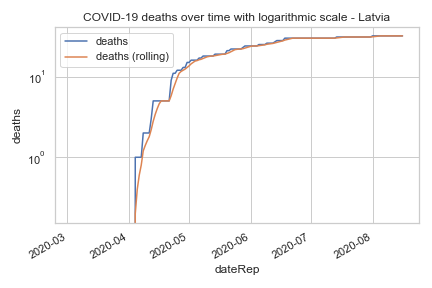 COVID-19 deaths over time with logarithmic scale - Latvia
deaths
deaths (rolling)
deaths
10¹
10⁰
2020-03
2020-04
2020-05
2020-06
2020-07
2020-08
dateRep